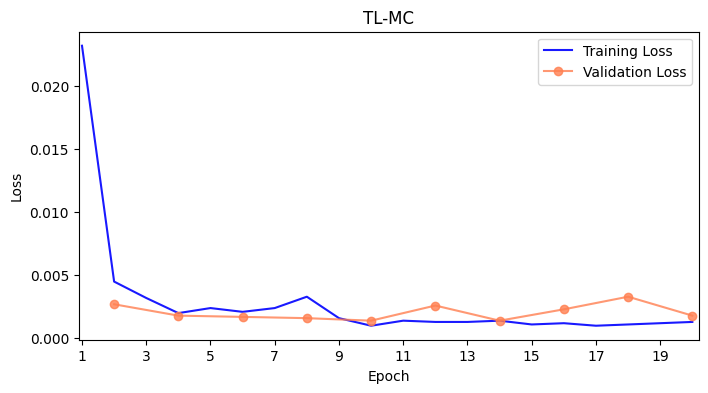 TL-MC
Training Loss
Validation Loss
Loss
0.020
0.015
0.010
0.005
0.000
1 3 5 7 9 11 13 15 17 19
Epoch